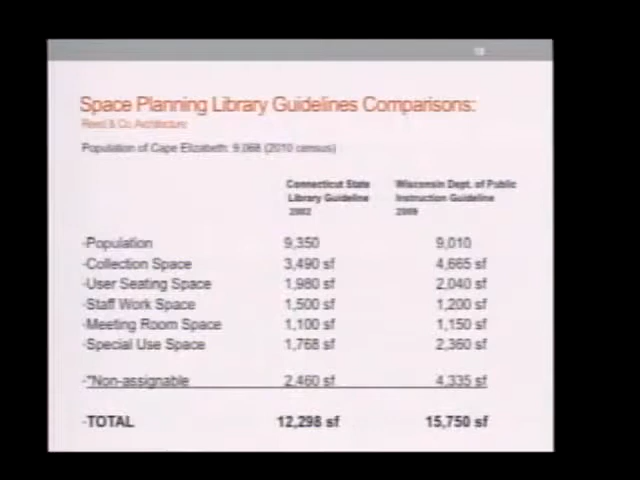 18
Space Planning Library Guidelines Comparisons:
Reed & Co. Architecture
Population of Cape Elizabeth: 9,068 (2010 census)
Connecticut State Library Guideline 2002
Wisconsin Dept. of Public Instruction Guideline 2009
-Population 9,350 9,010
-Collection Space 3,490 sf 4,665 sf
-User Seating Space 1,980 sf 2,040 sf
-Staff Work Space 1,500 sf 1,200 sf
-Meeting Room Space 1,100 sf 1,150 sf
-Special Use Space 1,768 sf 2,360 sf
-*Non-assignable 2,460 sf 4,335 sf
-TOTAL 12,298 sf 15,750 sf